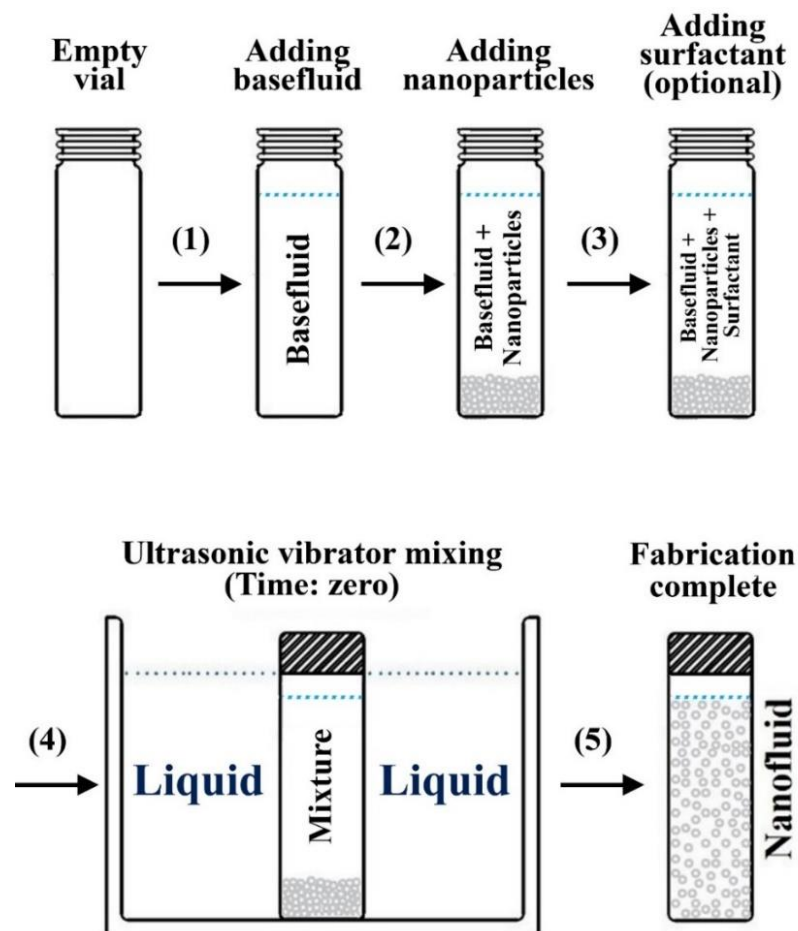 Empty
vial
Adding
basefluid
Adding
nanoparticles
Adding
surfactant
(optional)
(1)
(2)
(3)
Basefluid
Basefluid +
Nanoparticles
Basefluid +
Nanoparticles +
Surfactant
Ultrasonic vibrator mixing
(Time: zero)
Fabrication
complete
(4)
Liquid
Mixture
Liquid
(5)
Nanofluid